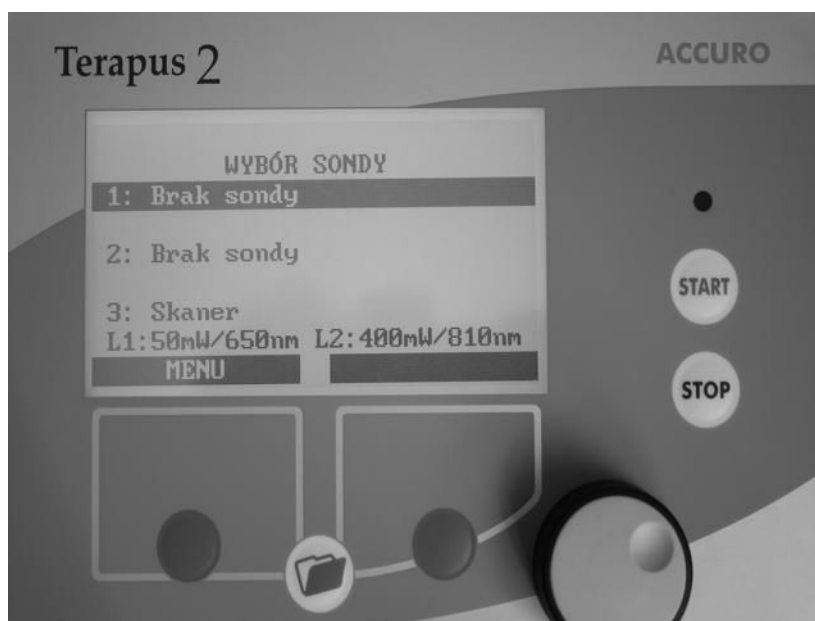 Terapus 2
ACCURO
WYBÓR SONDY
1: Brak sondy
2: Brak sondy
3: Skaner
L1:50mW/650nm L2:400mW/810nm
MENU
START
STOP